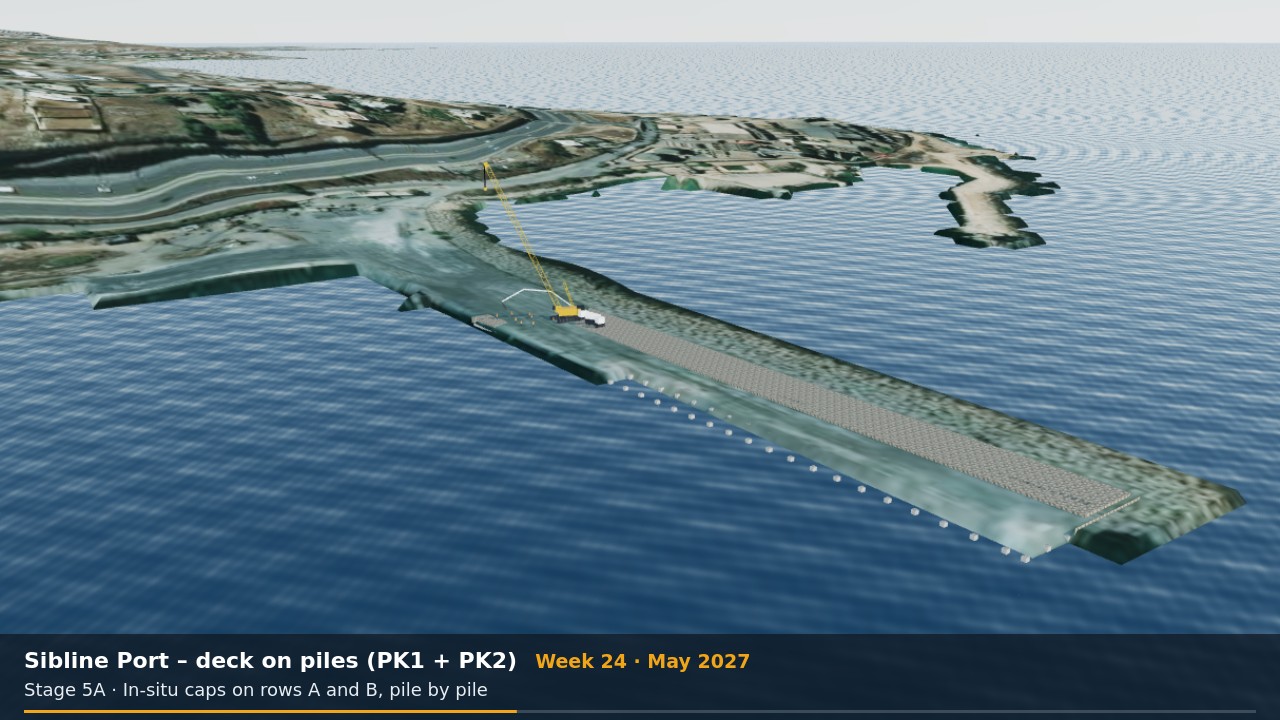 Sibline Port – deck on piles (PK1 + PK2) Week 24 · May 2027
Stage 5A · In-situ caps on rows A and B, pile by pile